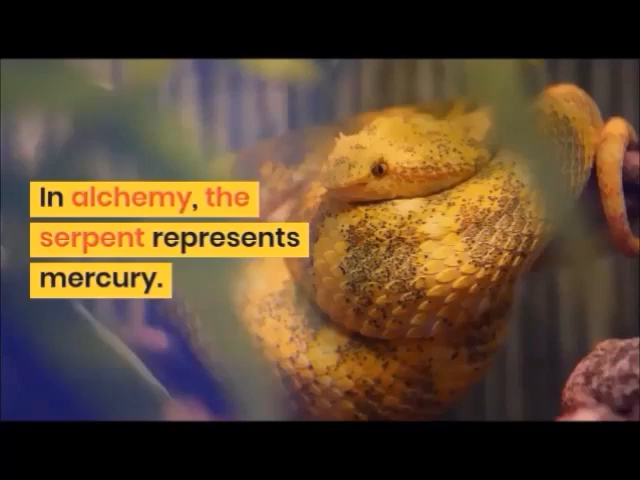 In alchemy, the
serpent represents
mercury.